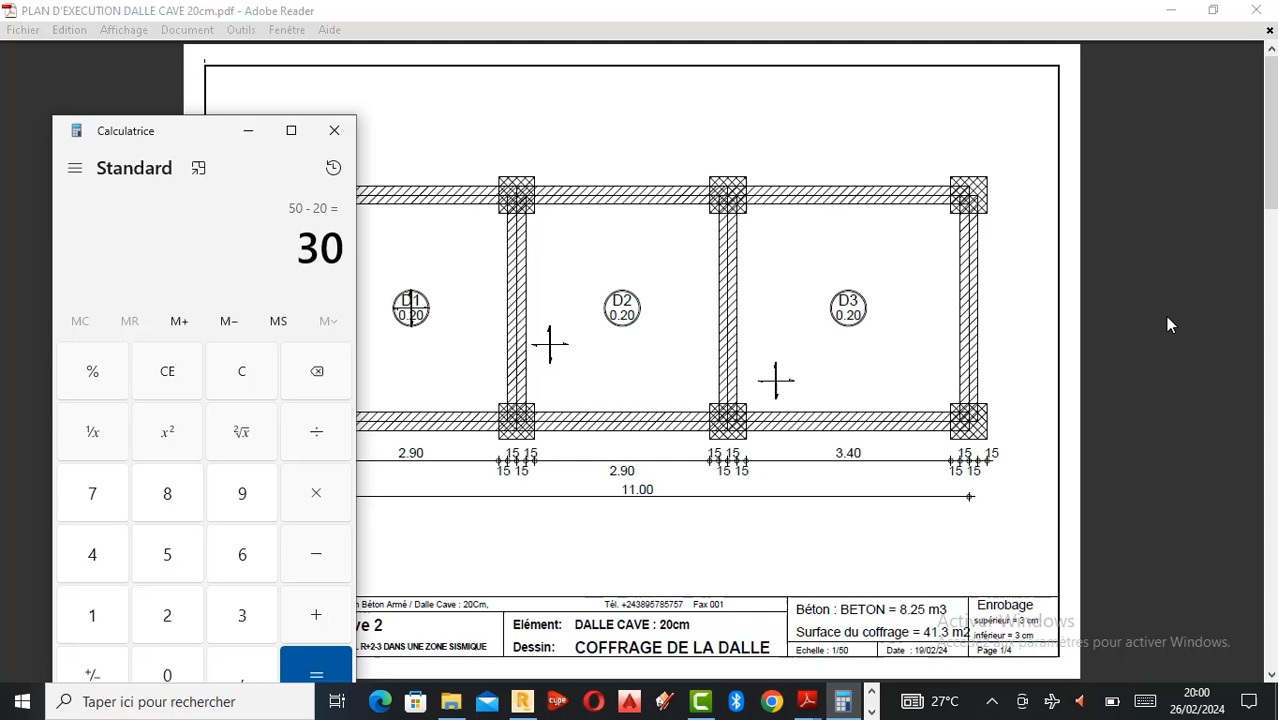 PLAN D'EXECUTION DALLE CAVE 20cm.pdf - Adobe Reader
Fichier Edition Affichage Document Outils Fenêtre Aide
Calculatrice
Standard
50 - 20 =
30
MC MR M+ M− MS M
% CE C
1/x x² ²√x ÷
7 8 9 ×
4 5 6 −
1 2 3 +
+/− 0 , =
D1
0.20
D2
0.20
D3
0.20
2.90 15 15 15 15 3.40 15 15
15 15 2.90 15 15 15 15
11.00
Béton Armé / Dalle Cave : 20Cm, Tél. +243895785757 Fax 001
ve 2 Elément: DALLE CAVE : 20cm
R+2-3 DANS UNE ZONE SISMIQUE Dessin: COFFRAGE DE LA DALLE
Béton : BETON = 8.25 m3
Surface du coffrage = 41.3 m2
Echelle : 1/50 Date : 19/02/24 Page 1/4
Enrobage
supérieure = 3 cm
inférieure = 3 cm
Activer Windows
Accédez aux paramètres pour activer Windows.
Taper ici pour rechercher
cype
27°C
20:00
26/02/2024